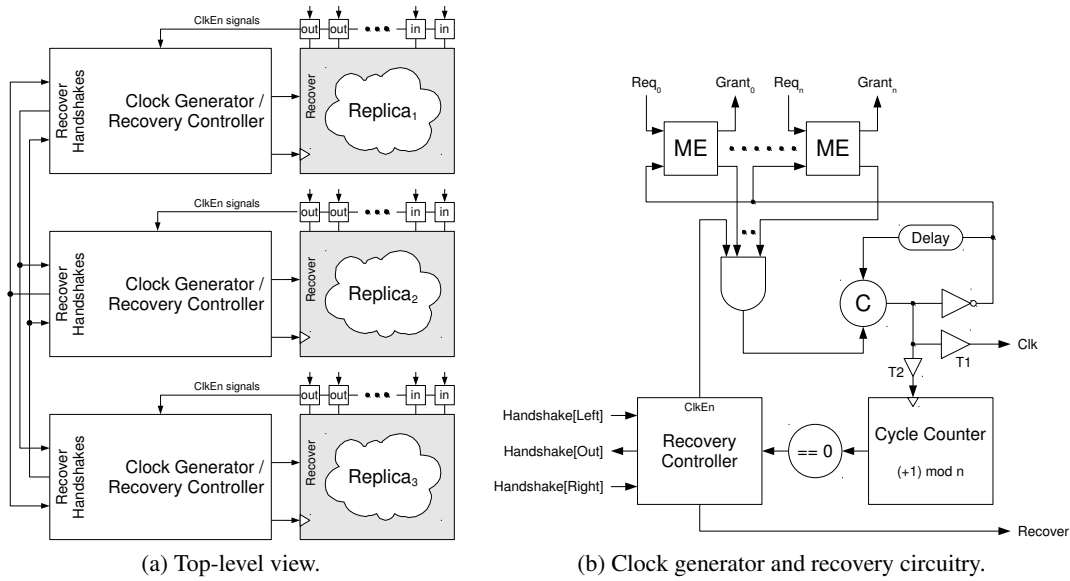 ClkEn signals
out out in in
Recover
Handshakes
Clock Generator /
Recovery Controller
Recover
Replica1
ClkEn signals
out out in in
Recover
Handshakes
Clock Generator /
Recovery Controller
Recover
Replica2
ClkEn signals
out out in in
Recover
Handshakes
Clock Generator /
Recovery Controller
Recover
Replica3
(a) Top-level view.
Req0 Grant0 Reqn Grantn
ME ME
Delay
C
Clk
T1
T2
ClkEn
Handshake[Left]
Handshake[Out]
Handshake[Right]
Recovery
Controller
== 0
Cycle Counter
(+1) mod n
Recover
(b) Clock generator and recovery circuitry.